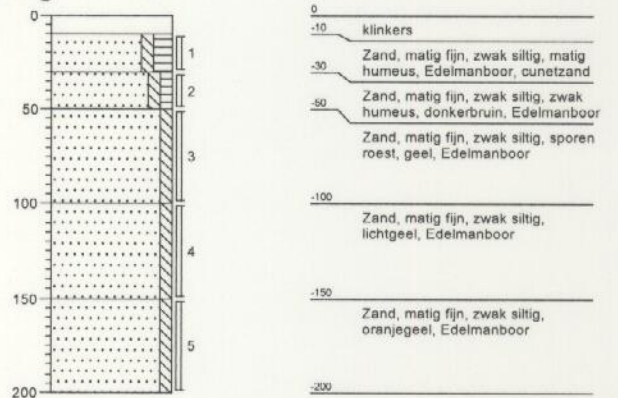 0
50
100
150
200
1
2
3
4
5
0
klinkers
-10
Zand, matig fijn, zwak siltig, matig
humeus, Edelmanboor, cunetzand
-30
Zand, matig fijn, zwak siltig, zwak
humeus, donkerbruin, Edelmanboor
-50
Zand, matig fijn, zwak siltig, sporen
roest, geel, Edelmanboor
-100
Zand, matig fijn, zwak siltig,
lichtgeel, Edelmanboor
-150
Zand, matig fijn, zwak siltig,
oranjegeel, Edelmanboor
-200